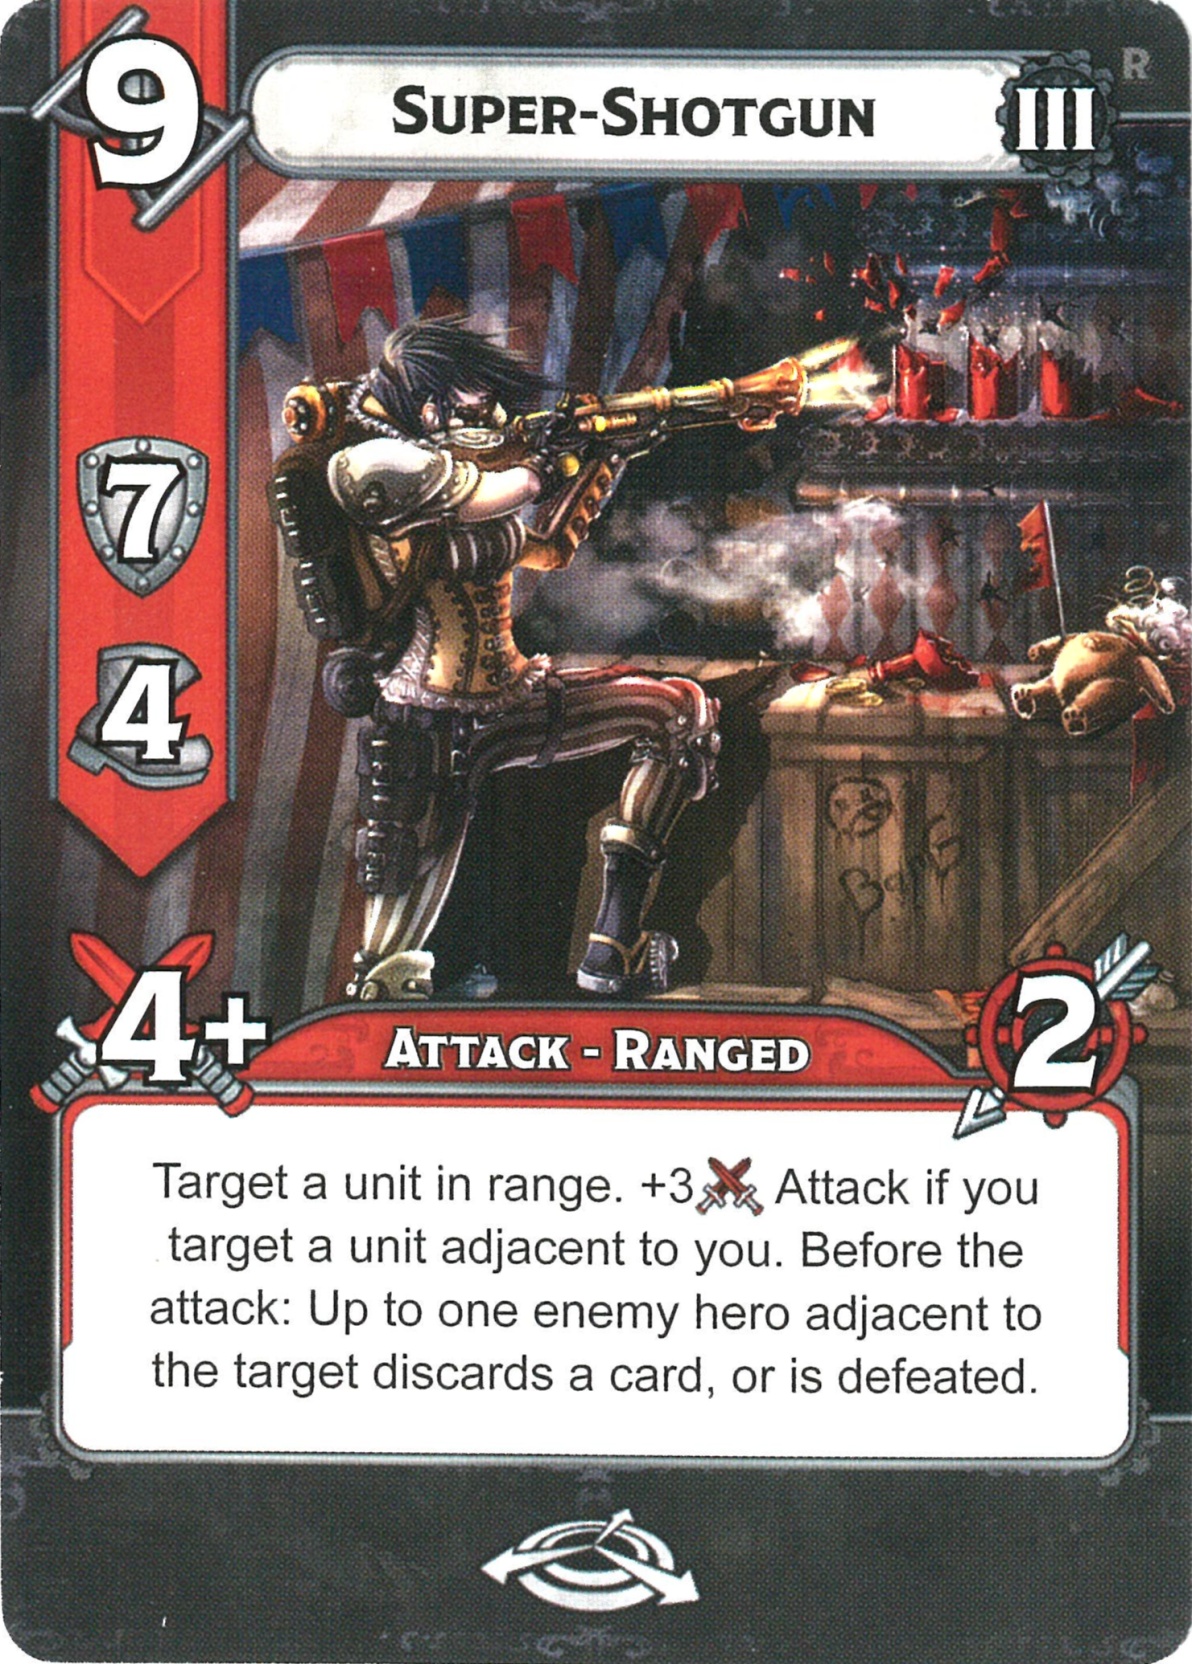 9
SUPER-SHOTGUN
III
R
7
4
Bang
4+
ATTACK - RANGED
2
Target a unit in range. +3 Attack if you
target a unit adjacent to you. Before the
attack: Up to one enemy hero adjacent to
the target discards a card, or is defeated.